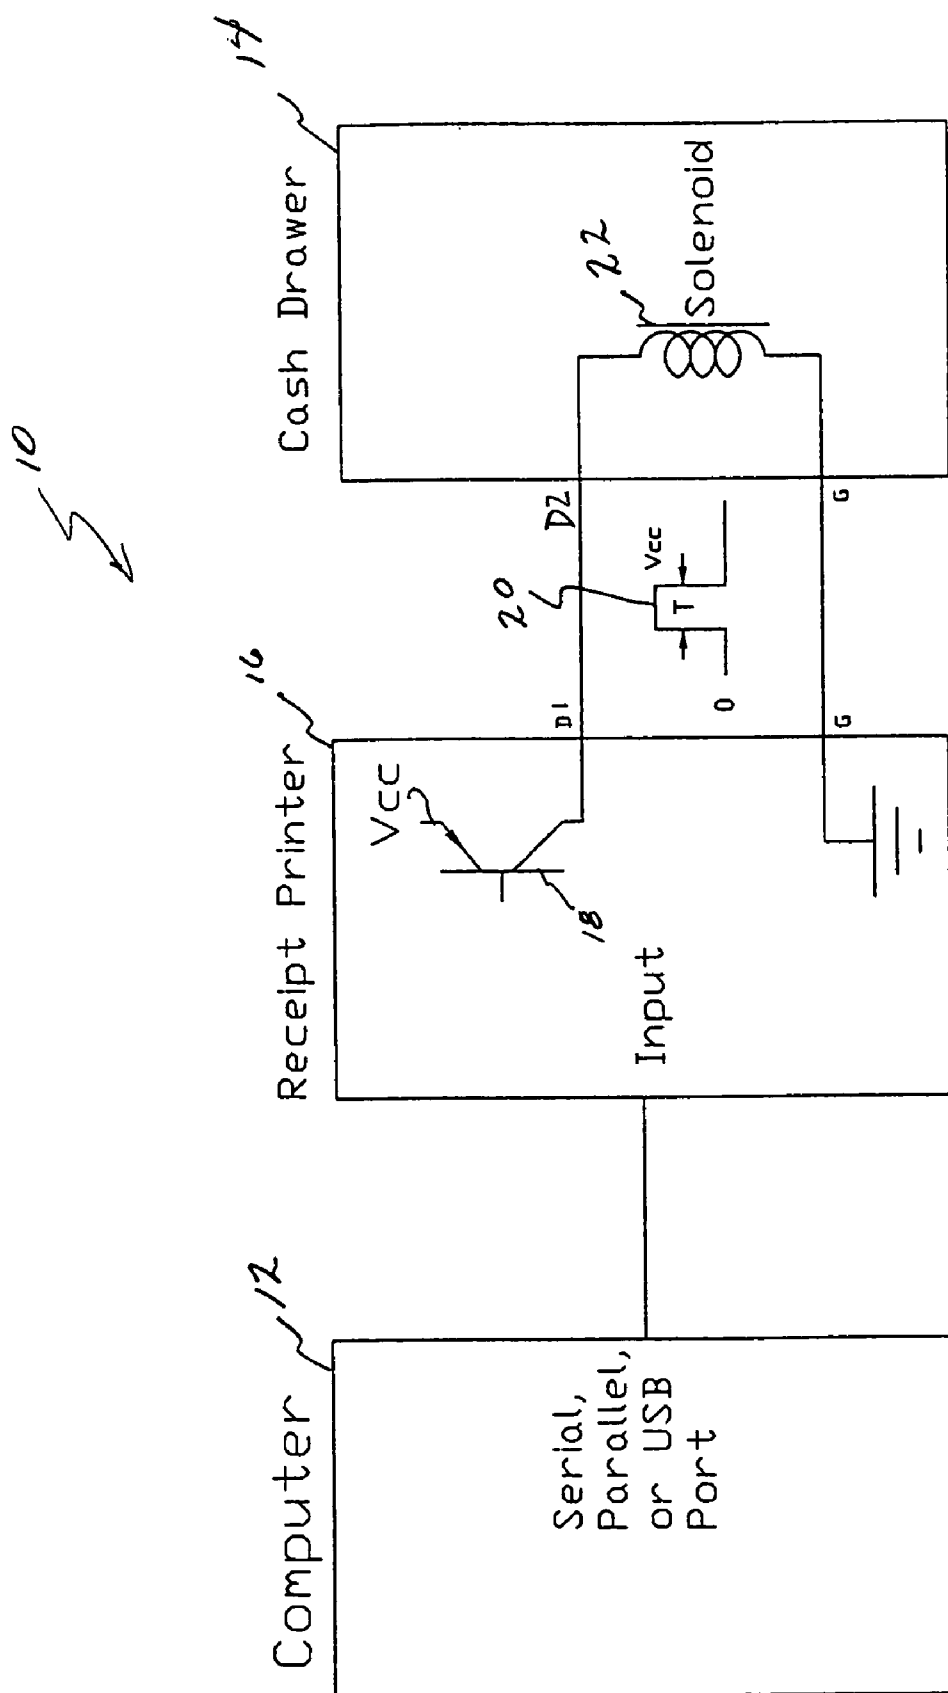 10
Computer
12
Serial,
Parallel,
or USB
Port
Receipt Printer
16
Vcc
18
Input
D1
G
20
D2
Vcc
T
0
G
Cash Drawer
14
22
Solenoid